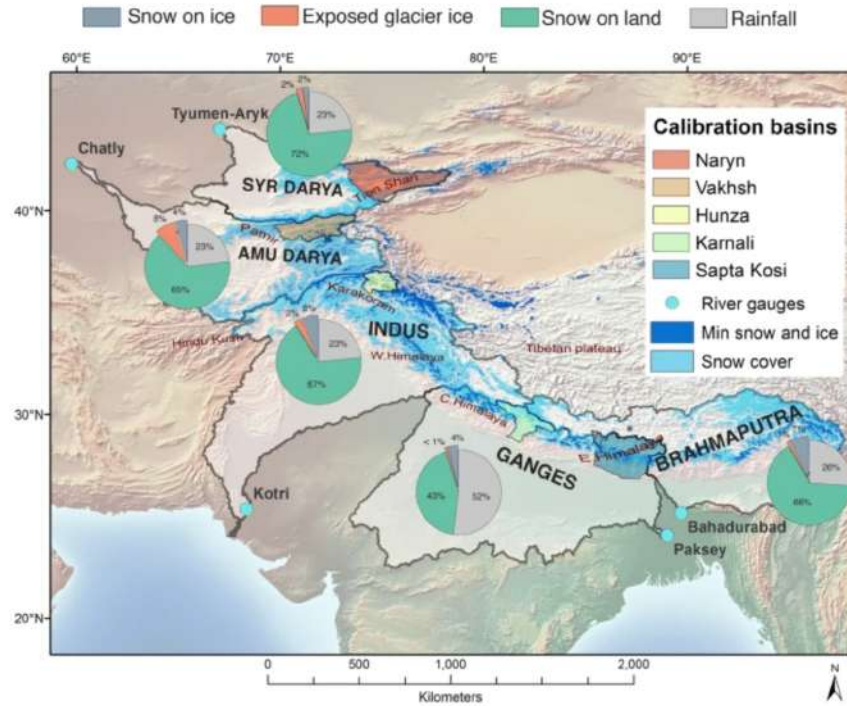 Snow on ice Exposed glacier ice Snow on land Rainfall
60°E 70°E 80°E 90°E
Tyumen-Aryk
2% 2%
23%
72%
Chatly
Calibration basins
Naryn
Vakhsh
Hunza
Karnali
Sapta Kosi
River gauges
Min snow and ice
Snow cover
SYR DARYA
Tien Shan
40°N
Pamir
AMU DARYA
8% 4%
23%
65%
Karakoram
INDUS
Hindu Kush
W.Himalaya
Tibetan plateau
23%
67%
30°N
C.Himalaya
E.Himalaya
GANGES
BRAHMAPUTRA
< 1% 4%
43% 52%
26%
66%
Kotri
Bahadurabad
Paksey
20°N
0 500 1,000 2,000
Kilometers
N